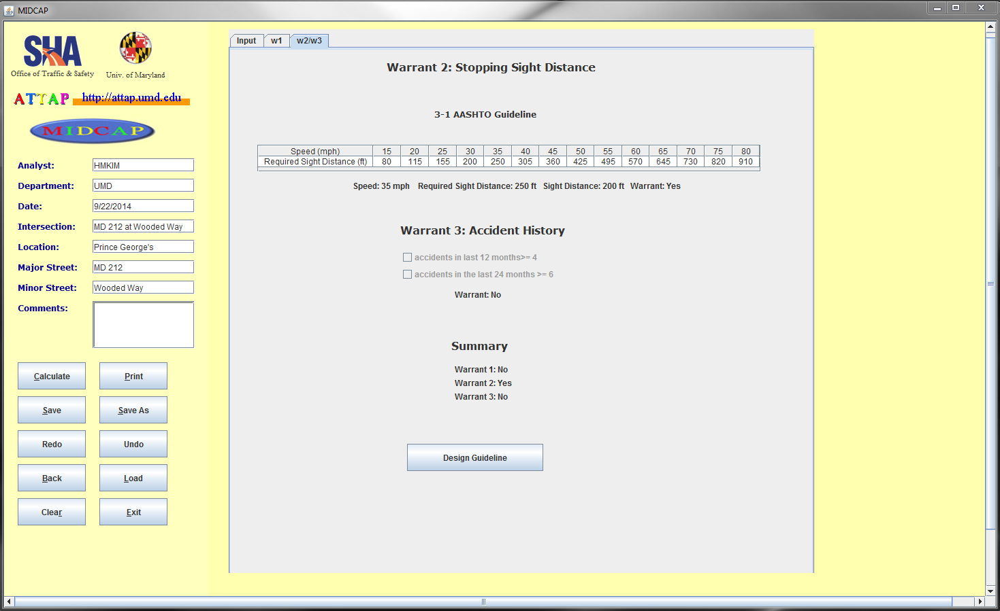 MIDCAP
SHA
Office of Traffic & Safety
Univ. of Maryland
ATTAP http://attap.umd.edu
MIDCAP
Analyst: HMKIM
Department: UMD
Date: 9/22/2014
Intersection: MD 212 at Wooded Way
Location: Prince George's
Major Street: MD 212
Minor Street: Wooded Way
Comments:
Calculate Print
Save Save As
Redo Undo
Back Load
Clear Exit
Input w1 w2/w3
Warrant 2: Stopping Sight Distance
3-1 AASHTO Guideline
Speed (mph) 15 20 25 30 35 40 45 50 55 60 65 70 75 80
Required Sight Distance (ft) 80 115 155 200 250 305 360 425 495 570 645 730 820 910
Speed: 35 mph Required Sight Distance: 250 ft Sight Distance: 200 ft Warrant: Yes
Warrant 3: Accident History
accidents in last 12 months>= 4
accidents in the last 24 months >= 6
Warrant: No
Summary
Warrant 1: No
Warrant 2: Yes
Warrant 3: No
Design Guideline